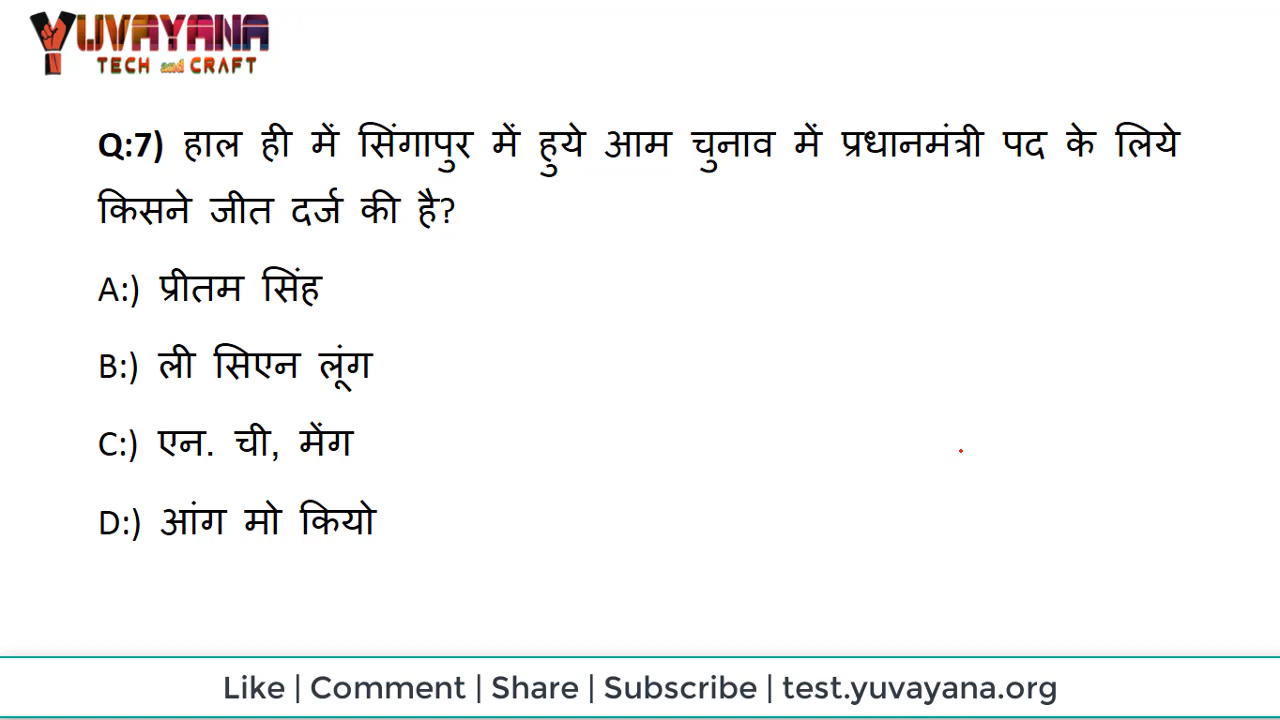 YUVAYANA
TECH and CRAFT
Q:7) हाल ही में सिंगापुर में हुये आम चुनाव में प्रधानमंत्री पद के लिये
किसने जीत दर्ज की है?
A:) प्रीतम सिंह
B:) ली सिएन लूंग
C:) एन. ची, मेंग
D:) आंग मो कियो
Like | Comment | Share | Subscribe | test.yuvayana.org